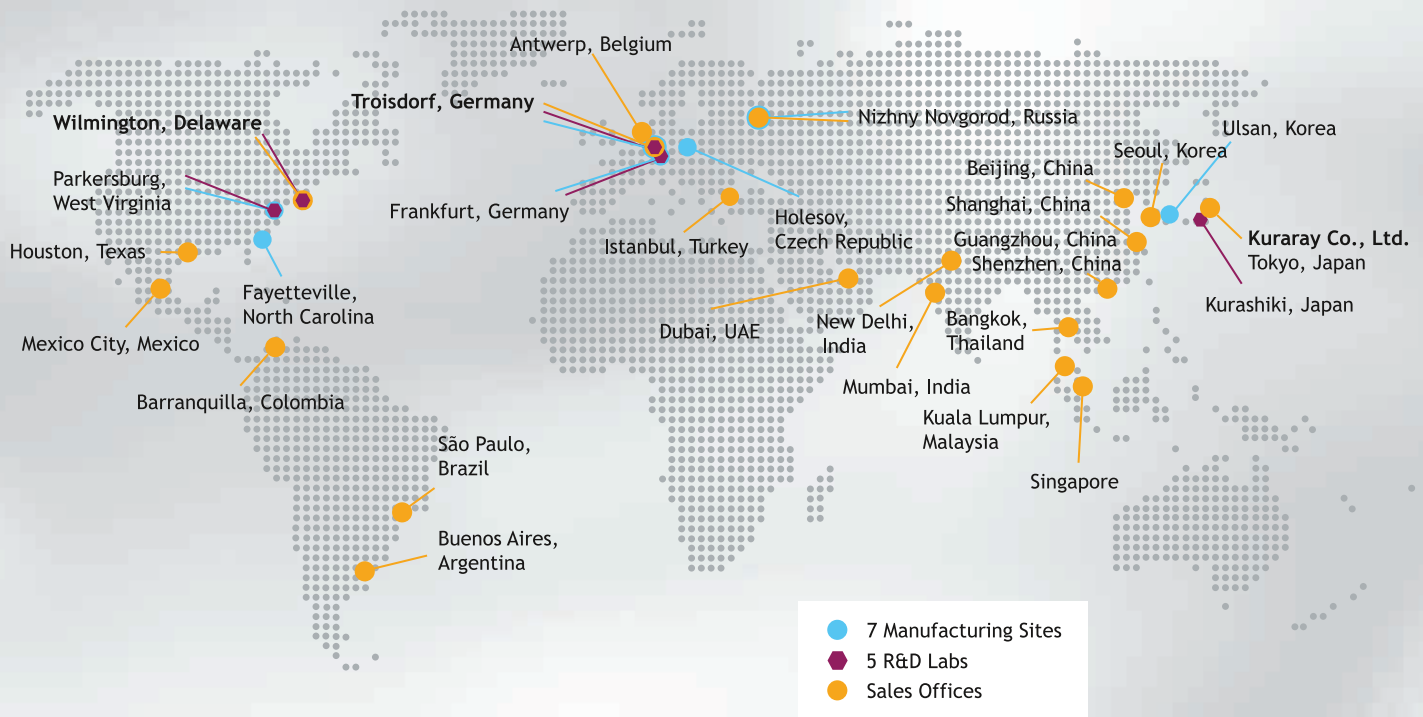 Antwerp, Belgium
Troisdorf, Germany
Wilmington, Delaware
Nizhny Novgorod, Russia
Ulsan, Korea
Seoul, Korea
Beijing, China
Parkersburg,
West Virginia
Shanghai, China
Frankfurt, Germany
Holesov,
Czech Republic
Istanbul, Turkey
Guangzhou, China
Shenzhen, China
Kuraray Co., Ltd.
Tokyo, Japan
Houston, Texas
Fayetteville,
North Carolina
Kurashiki, Japan
Mexico City, Mexico
Dubai, UAE
New Delhi,
India
Bangkok,
Thailand
Mumbai, India
Barranquilla, Colombia
Kuala Lumpur,
Malaysia
São Paulo,
Brazil
Singapore
Buenos Aires,
Argentina
7 Manufacturing Sites
5 R&D Labs
Sales Offices